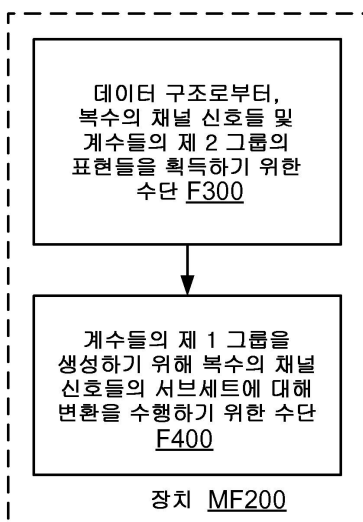 데이터 구조로부터,
복수의 채널 신호들 및
계수들의 제 2 그룹의
표현들을 획득하기 위한
수단 F300
계수들의 제 1 그룹을
생성하기 위해 복수의 채널
신호들의 서브세트에 대해
변환을 수행하기 위한 수단
F400
장치 MF200